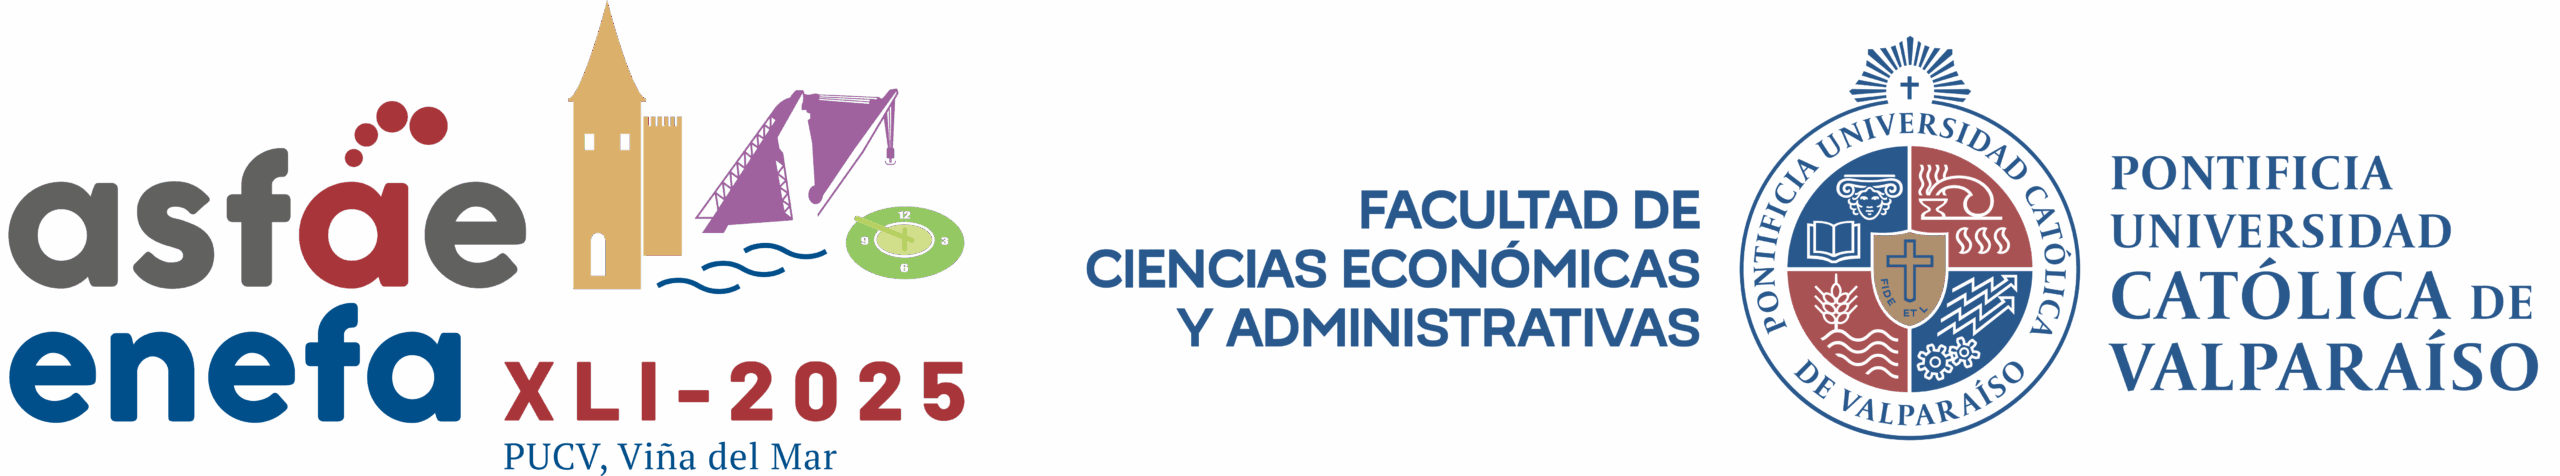 asfae
enefa
XLI-2025
PUCV, Viña del Mar
12
9
3
6
FACULTAD DE
CIENCIAS ECONÓMICAS
Y ADMINISTRATIVAS
PONTIFICIA UNIVERSIDAD CATÓLICA
DE VALPARAÍSO
FIDE
ET V
PONTIFICIA
UNIVERSIDAD
CATÓLICA DE
VALPARAÍSO